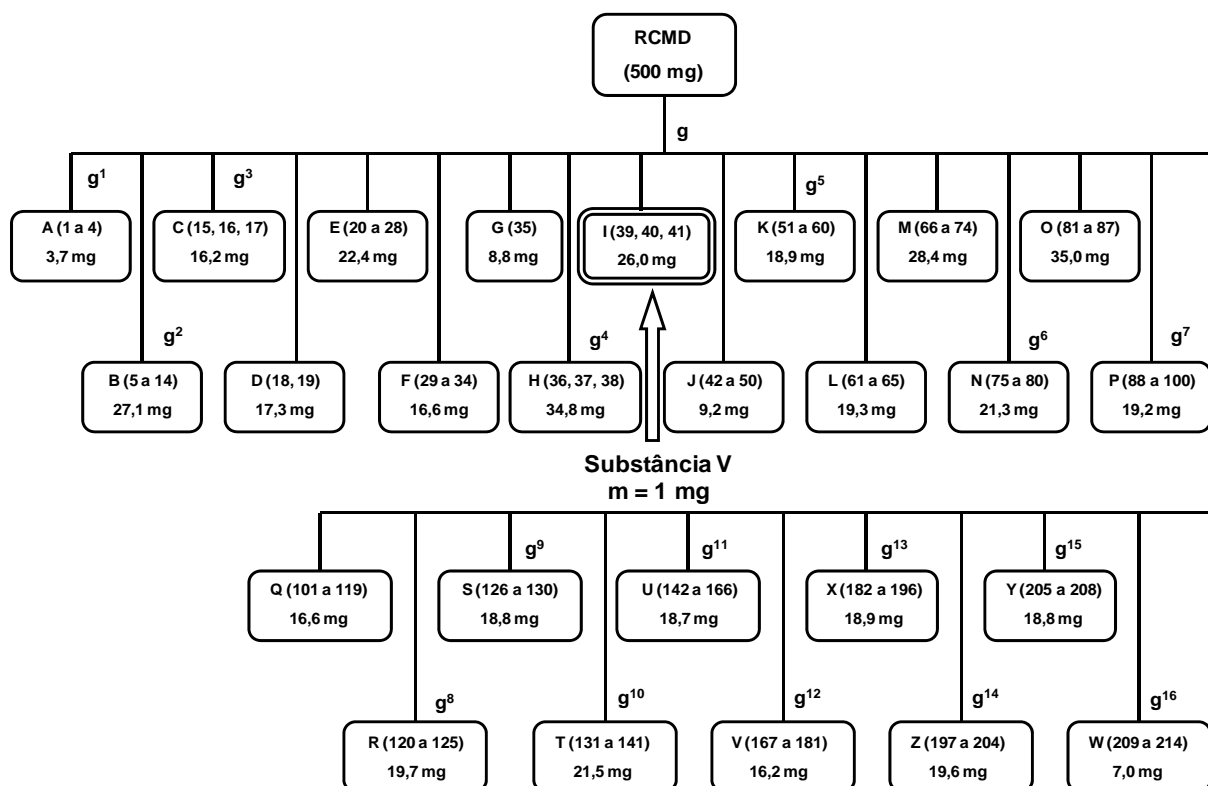 RCMD
(500 mg)
g
g1
g3
g5
A (1 a 4)
3,7 mg
C (15, 16, 17)
16,2 mg
E (20 a 28)
22,4 mg
G (35)
8,8 mg
I (39, 40, 41)
26,0 mg
K (51 a 60)
18,9 mg
M (66 a 74)
28,4 mg
O (81 a 87)
35,0 mg
g2
g4
g6
g7
B (5 a 14)
27,1 mg
D (18, 19)
17,3 mg
F (29 a 34)
16,6 mg
H (36, 37, 38)
34,8 mg
J (42 a 50)
9,2 mg
L (61 a 65)
19,3 mg
N (75 a 80)
21,3 mg
P (88 a 100)
19,2 mg
Substância V
m = 1 mg
g9
g11
g13
g15
Q (101 a 119)
16,6 mg
S (126 a 130)
18,8 mg
U (142 a 166)
18,7 mg
X (182 a 196)
18,9 mg
Y (205 a 208)
18,8 mg
g8
g10
g12
g14
g16
R (120 a 125)
19,7 mg
T (131 a 141)
21,5 mg
V (167 a 181)
16,2 mg
Z (197 a 204)
19,6 mg
W (209 a 214)
7,0 mg